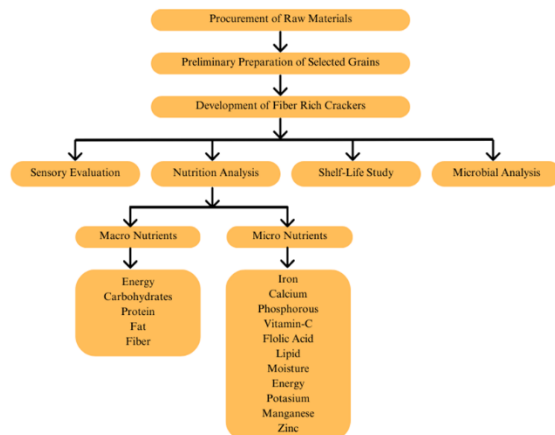 Procurement of Raw Materials
Preliminary Preparation of Selected Grains
Development of Fiber Rich Crackers
Sensory Evaluation
Nutrition Analysis
Shelf-Life Study
Microbial Analysis
Macro Nutrients
Micro Nutrients
Energy
Carbohydrates
Protein
Fat
Fiber
Iron
Calcium
Phosphorous
Vitamin-C
Flolic Acid
Lipid
Moisture
Energy
Potasium
Manganese
Zinc